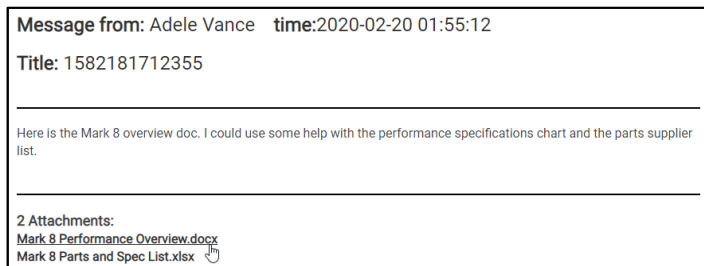 Message from: Adele Vance time:2020-02-20 01:55:12
Title: 1582181712355
Here is the Mark 8 overview doc. I could use some help with the performance specifications chart and the parts supplier
list.
2 Attachments:
Mark 8 Performance Overview.docx
Mark 8 Parts and Spec List.xlsx